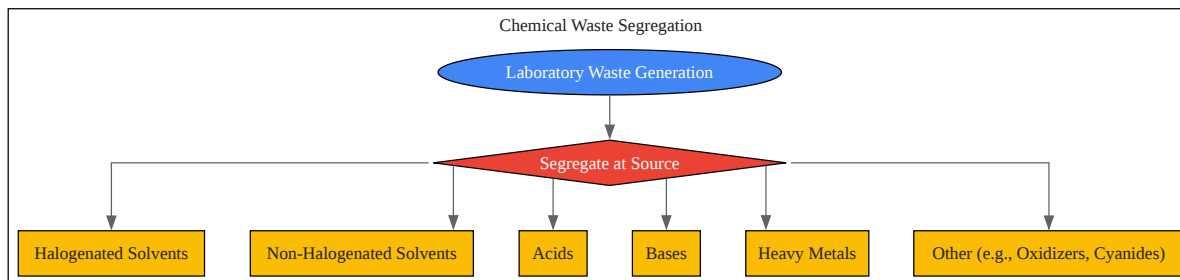 Chemical Waste Segregation
Laboratory Waste Generation
Segregate at Source
Halogenated Solvents
Non-Halogenated Solvents
Acids
Bases
Heavy Metals
Other (e.g., Oxidizers, Cyanides)